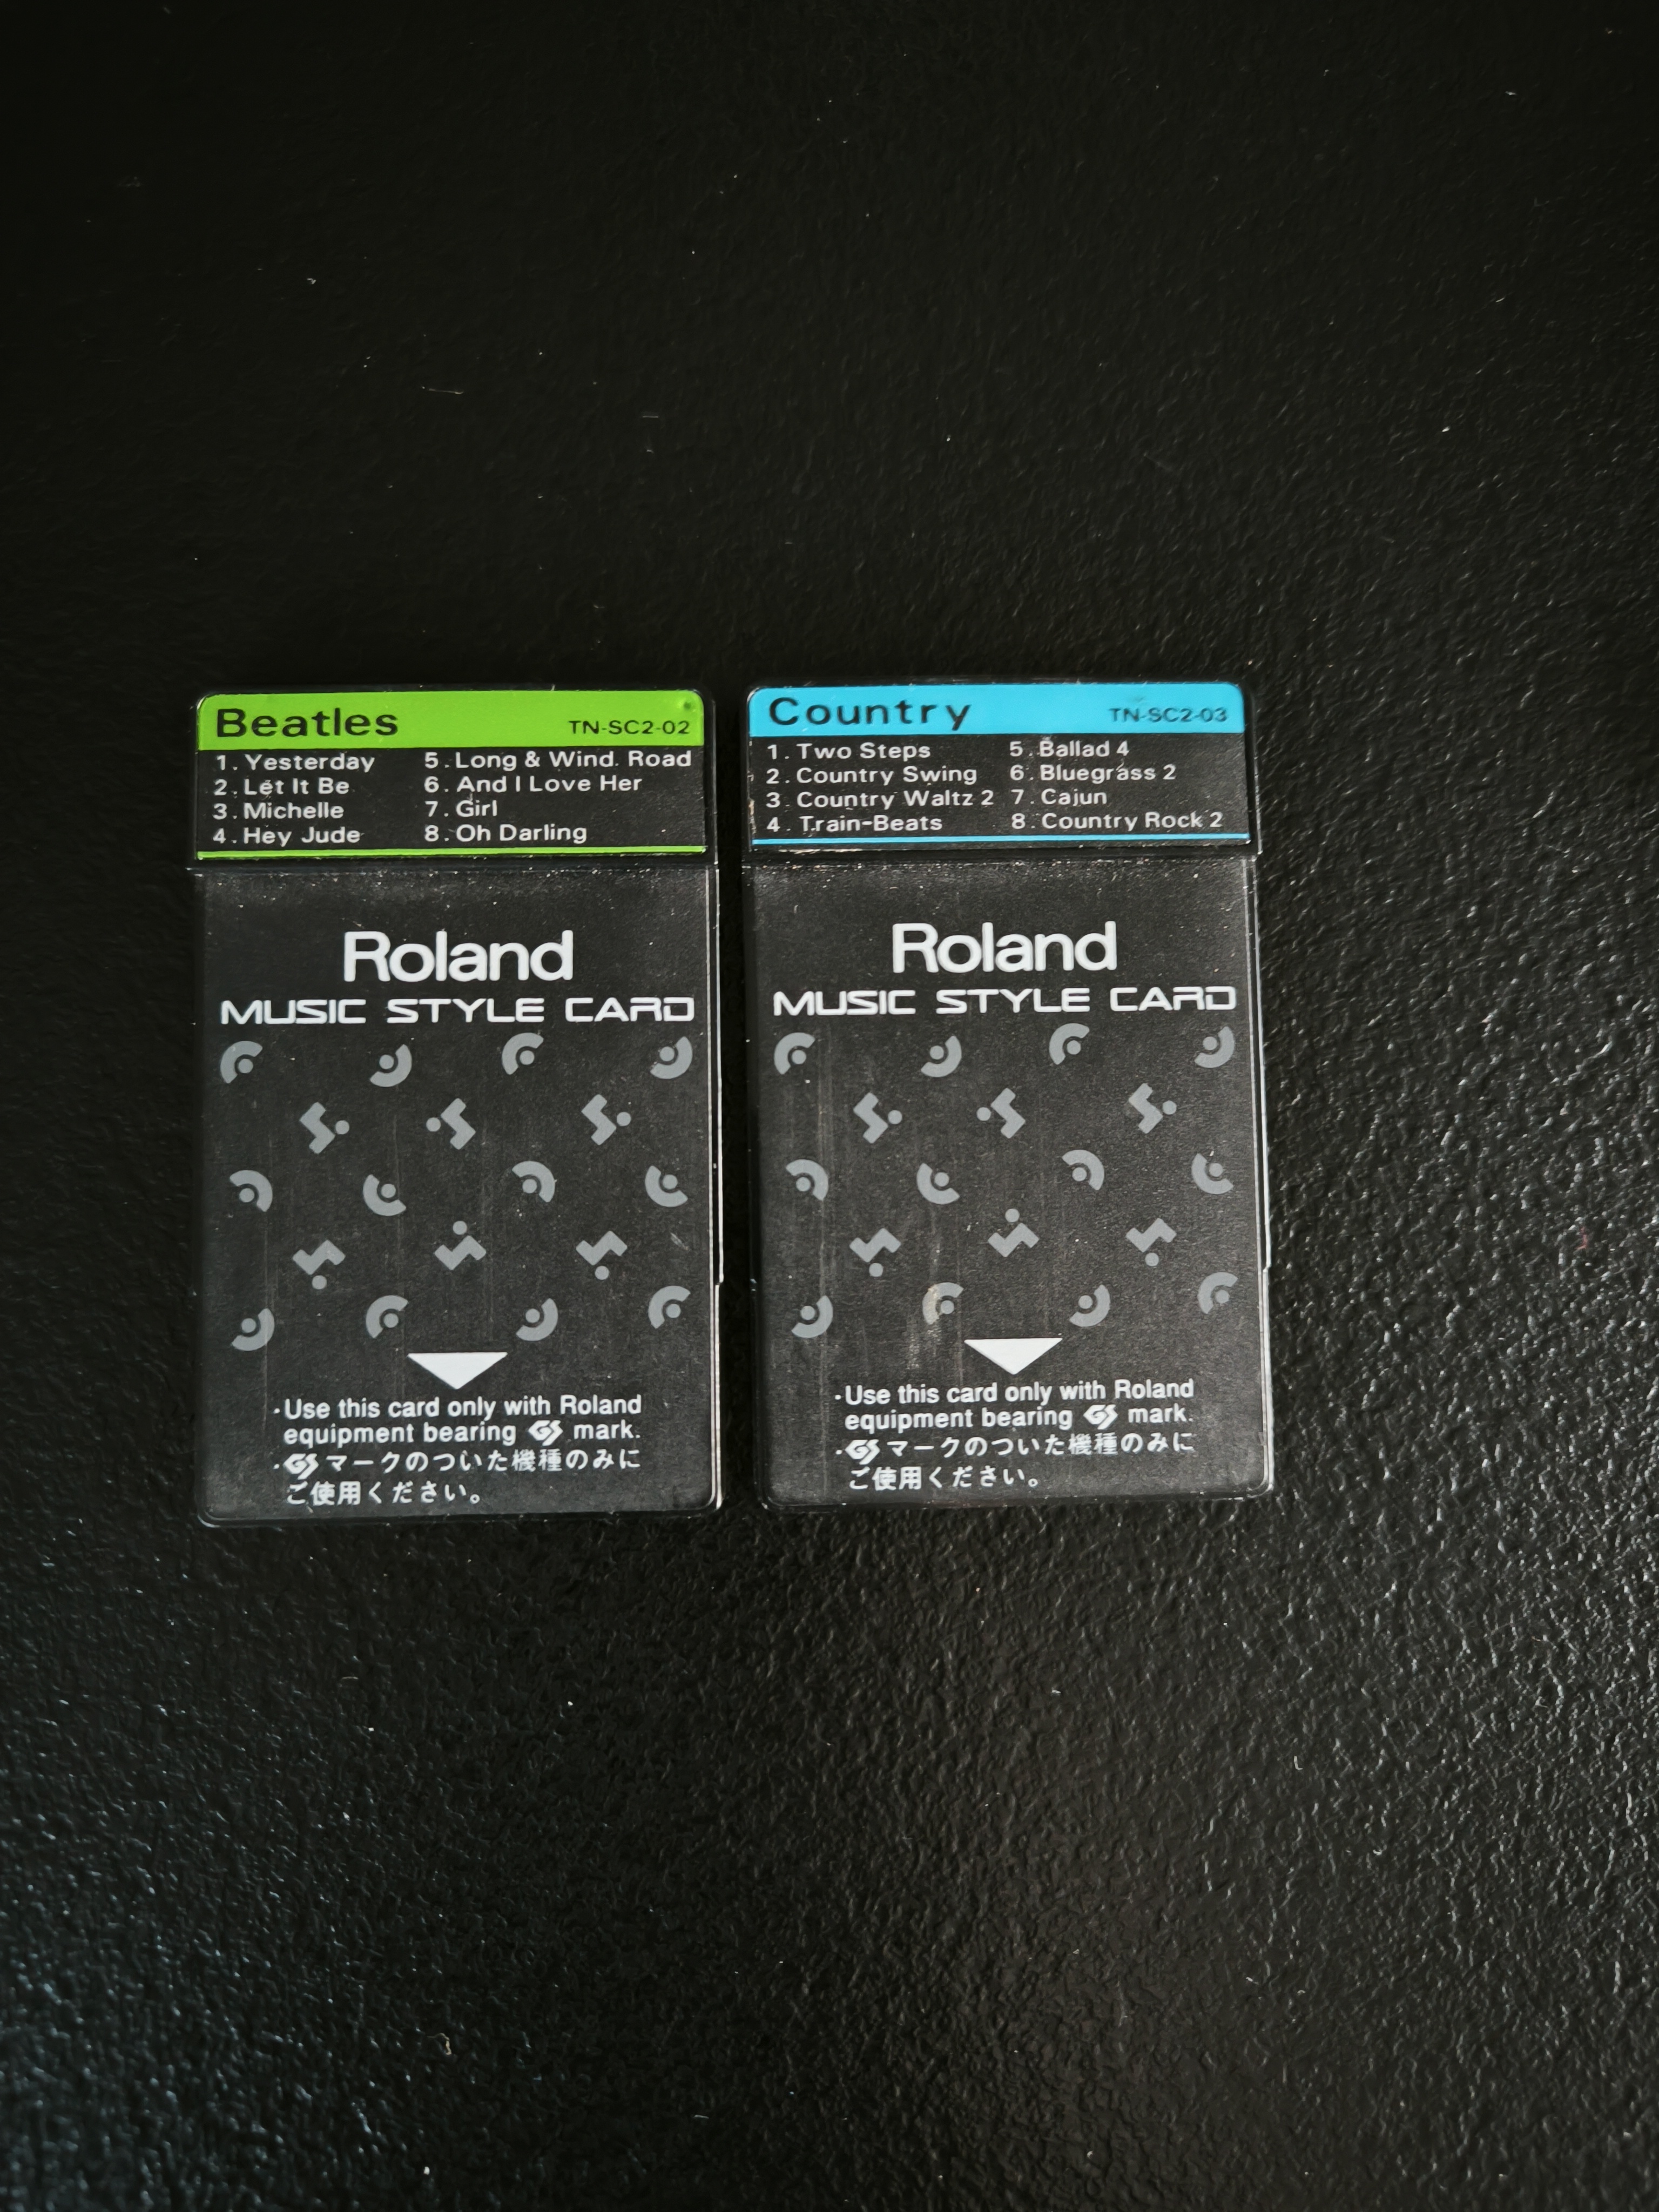 Beatles TN-SC2-02
1. Yesterday 5. Long & Wind. Road
2. Let It Be 6. And I Love Her
3. Michelle 7. Girl
4. Hey Jude 8. Oh Darling
Roland
MUSIC STYLE CARD
·Use this card only with Roland
equipment bearing GS mark.
·GS マークのついた機種のみに
ご使用ください。
Country TN-SC2-03
1. Two Steps 5. Ballad 4
2. Country Swing 6. Bluegrass 2
3. Country Waltz 2 7. Cajun
4. Train-Beats 8. Country Rock 2
Roland
MUSIC STYLE CARD
·Use this card only with Roland
equipment bearing GS mark.
·GS マークのついた機種のみに
ご使用ください。